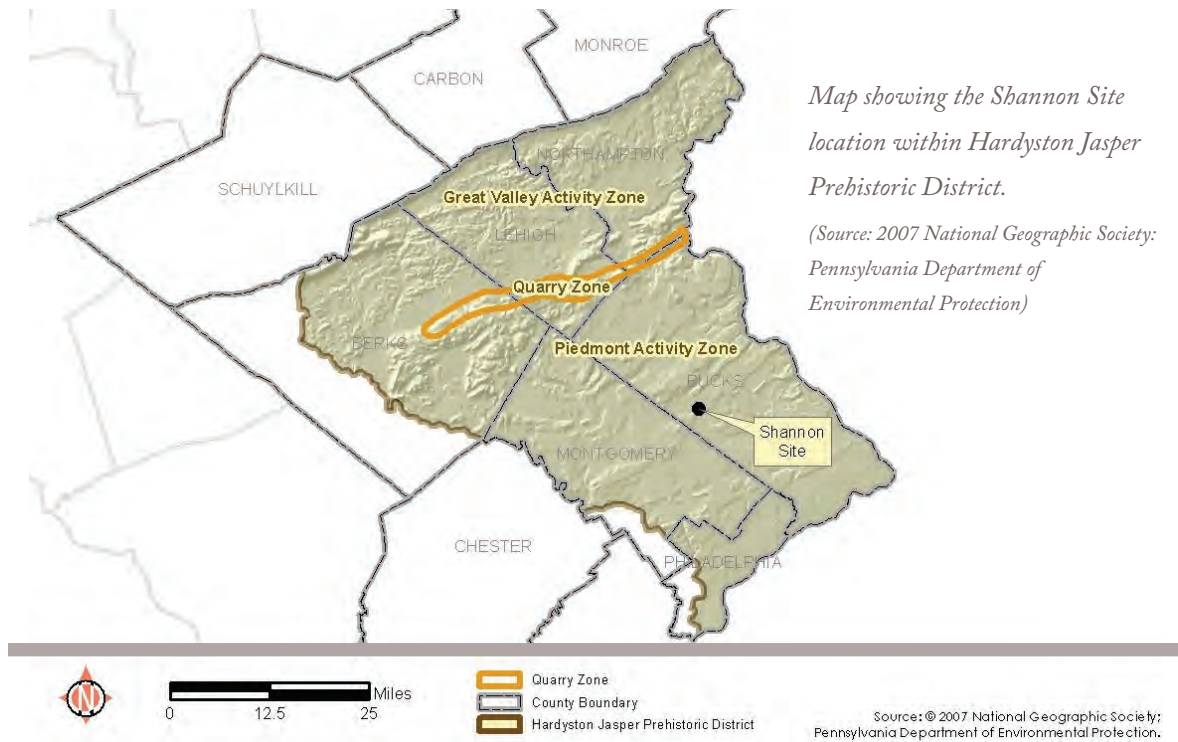 MONROE
CARBON
NORTHAMPTON
SCHUYLKILL
Great Valley Activity Zone
LEHIGH
Quarry Zone
BERKS
Piedmont Activity Zone
BUCKS
Shannon
Site
MONTGOMERY
CHESTER
PHILADELPHIA
Map showing the Shannon Site
location within Hardyston Jasper
Prehistoric District.
(Source: 2007 National Geographic Society:
Pennsylvania Department of
Environmental Protection)
N
Miles
0 12.5 25
Quarry Zone
County Boundary
Hardyston Jasper Prehistoric District
Source: © 2007 National Geographic Society;
Pennsylvania Department of Environmental Protection.